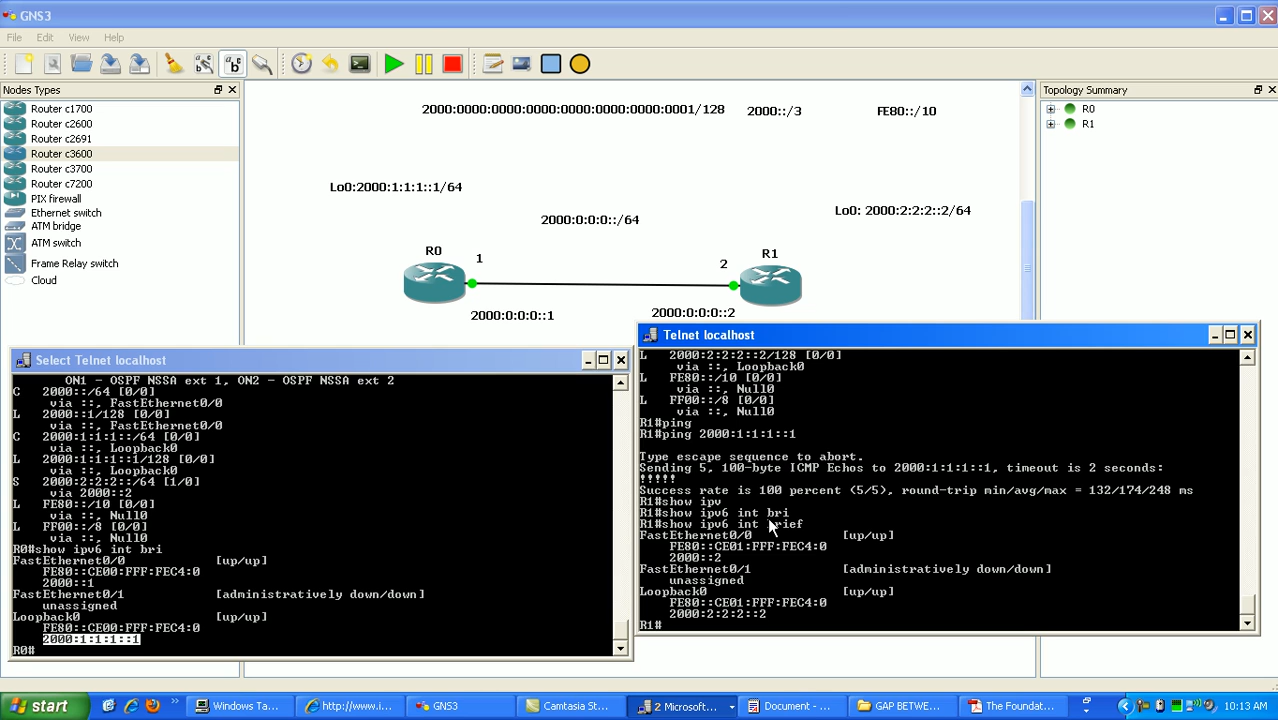 GNS3
File Edit View Help
Nodes Types
Router c1700
Router c2600
Router c2691
Router c3600
Router c3700
Router c7200
PIX firewall
Ethernet switch
ATM bridge
ATM switch
Frame Relay switch
Cloud
2000:0000:0000:0000:0000:0000:0000:0001/128 2000::/3 FE80::/10
Lo0:2000:1:1:1::1/64
2000:0:0:0::/64
Lo0: 2000:2:2:2::2/64
R0
1
2
R1
2000:0:0:0::1
2000:0:0:0::2
Topology Summary
R0
R1
Select Telnet localhost
ON1 - OSPF NSSA ext 1, ON2 - OSPF NSSA ext 2
C 2000::/64 [0/0]
via ::, FastEthernet0/0
L 2000::1/128 [0/0]
via ::, FastEthernet0/0
C 2000:1:1:1::/64 [0/0]
via ::, Loopback0
L 2000:1:1:1::1/128 [0/0]
via ::, Loopback0
S 2000:2:2:2::/64 [1/0]
via 2000::2
L FE80::/10 [0/0]
via ::, Null0
L FF00::/8 [0/0]
via ::, Null0
R0#show ipv6 int bri
FastEthernet0/0 [up/up]
FE80::CE00:FFF:FEC4:0
2000::1
FastEthernet0/1 [administratively down/down]
unassigned
Loopback0 [up/up]
FE80::CE00:FFF:FEC4:0
2000:1:1:1::1
R0#
Telnet localhost
L 2000:2:2:2::2/128 [0/0]
via ::, Loopback0
L FE80::/10 [0/0]
via ::, Null0
L FF00::/8 [0/0]
via ::, Null0
R1#ping
R1#ping 2000:1:1:1::1
Type escape sequence to abort.
Sending 5, 100-byte ICMP Echos to 2000:1:1:1::1, timeout is 2 seconds:
!!!!!
Success rate is 100 percent (5/5), round-trip min/avg/max = 132/174/248 ms
R1#show ipv
R1#show ipv6 int bri
R1#show ipv6 int brief
FastEthernet0/0 [up/up]
FE80::CE01:FFF:FEC4:0
2000::2
FastEthernet0/1 [administratively down/down]
unassigned
Loopback0 [up/up]
FE80::CE01:FFF:FEC4:0
2000:2:2:2::2
R1#
start
Windows Ta...
http://www.i...
GNS3
Camtasia St...
2 Microsoft...
Document - ...
GAP BETWE...
The Foundat...
10:13 AM